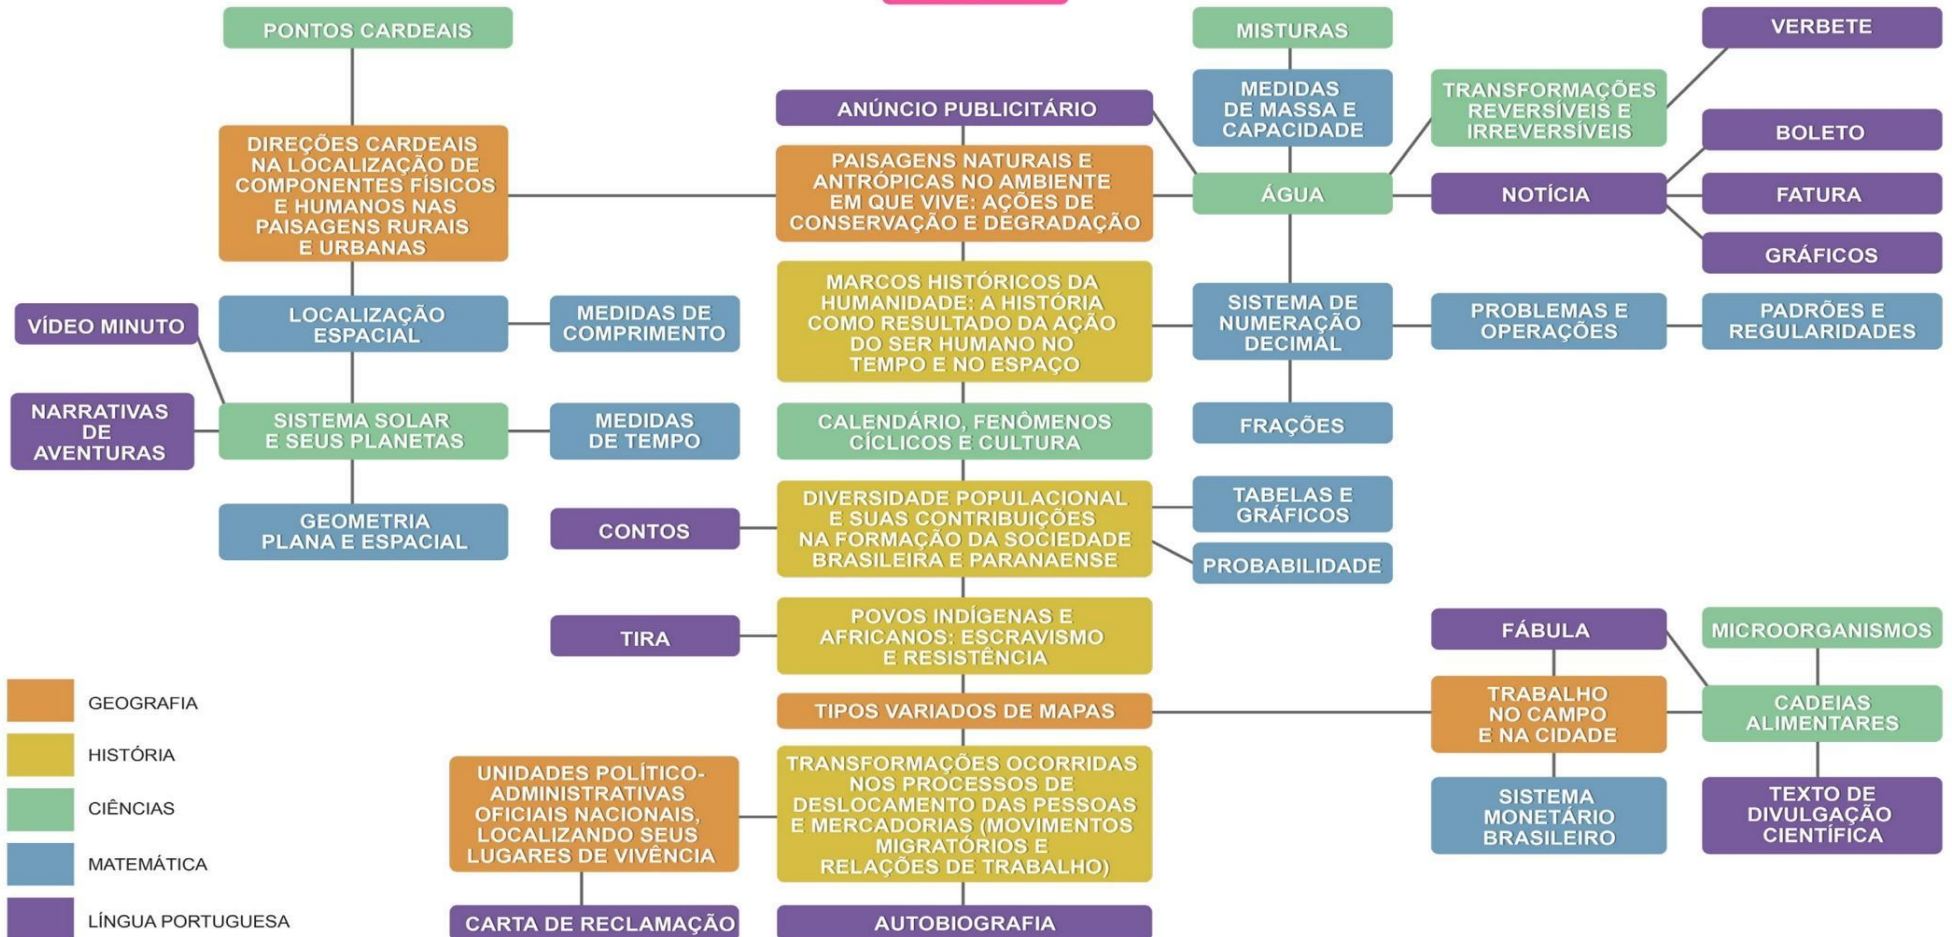 PONTOS CARDEAIS
DIREÇÕES CARDEAIS
NA LOCALIZAÇÃO DE
COMPONENTES FÍSICOS
E HUMANOS NAS
PAISAGENS RURAIS
E URBANAS
LOCALIZAÇÃO
ESPACIAL
MEDIDAS DE
COMPRIMENTO
VÍDEO MINUTO
NARRATIVAS
DE
AVENTURAS
SISTEMA SOLAR
E SEUS PLANETAS
MEDIDAS
DE TEMPO
GEOMETRIA
PLANA E ESPACIAL
ANÚNCIO PUBLICITÁRIO
PAISAGENS NATURAIS E
ANTRÓPICAS NO AMBIENTE
EM QUE VIVE: AÇÕES DE
CONSERVAÇÃO E DEGRADAÇÃO
MARCOS HISTÓRICOS DA
HUMANIDADE: A HISTÓRIA
COMO RESULTADO DA AÇÃO
DO SER HUMANO NO
TEMPO E NO ESPAÇO
CALENDÁRIO, FENÔMENOS
CÍCLICOS E CULTURA
CONTOS
DIVERSIDADE POPULACIONAL
E SUAS CONTRIBUIÇÕES
NA FORMAÇÃO DA SOCIEDADE
BRASILEIRA E PARANAENSE
TABELAS E
GRÁFICOS
PROBABILIDADE
TIRA
POVOS INDÍGENAS E
AFRICANOS: ESCRAVISMO
E RESISTÊNCIA
TIPOS VARIADOS DE MAPAS
UNIDADES POLÍTICO-
ADMINISTRATIVAS
OFICIAIS NACIONAIS,
LOCALIZANDO SEUS
LUGARES DE VIVÊNCIA
TRANSFORMAÇÕES OCORRIDAS
NOS PROCESSOS DE
DESLOCAMENTO DAS PESSOAS
E MERCADORIAS (MOVIMENTOS
MIGRATÓRIOS E
RELAÇÕES DE TRABALHO)
CARTA DE RECLAMAÇÃO
AUTOBIOGRAFIA
MISTURAS
MEDIDAS
DE MASSA E
CAPACIDADE
ÁGUA
SISTEMA DE
NUMERAÇÃO
DECIMAL
FRAÇÕES
TRANSFORMAÇÕES
REVERSÍVEIS E
IRREVERSÍVEIS
VERBETE
NOTÍCIA
BOLETO
FATURA
GRÁFICOS
PROBLEMAS E
OPERAÇÕES
PADRÕES E
REGULARIDADES
FÁBULA
MICROORGANISMOS
TRABALHO
NO CAMPO
E NA CIDADE
CADEIAS
ALIMENTARES
SISTEMA
MONETÁRIO
BRASILEIRO
TEXTO DE
DIVULGAÇÃO
CIENTÍFICA
GEOGRAFIA
HISTÓRIA
CIÊNCIAS
MATEMÁTICA
LÍNGUA PORTUGUESA